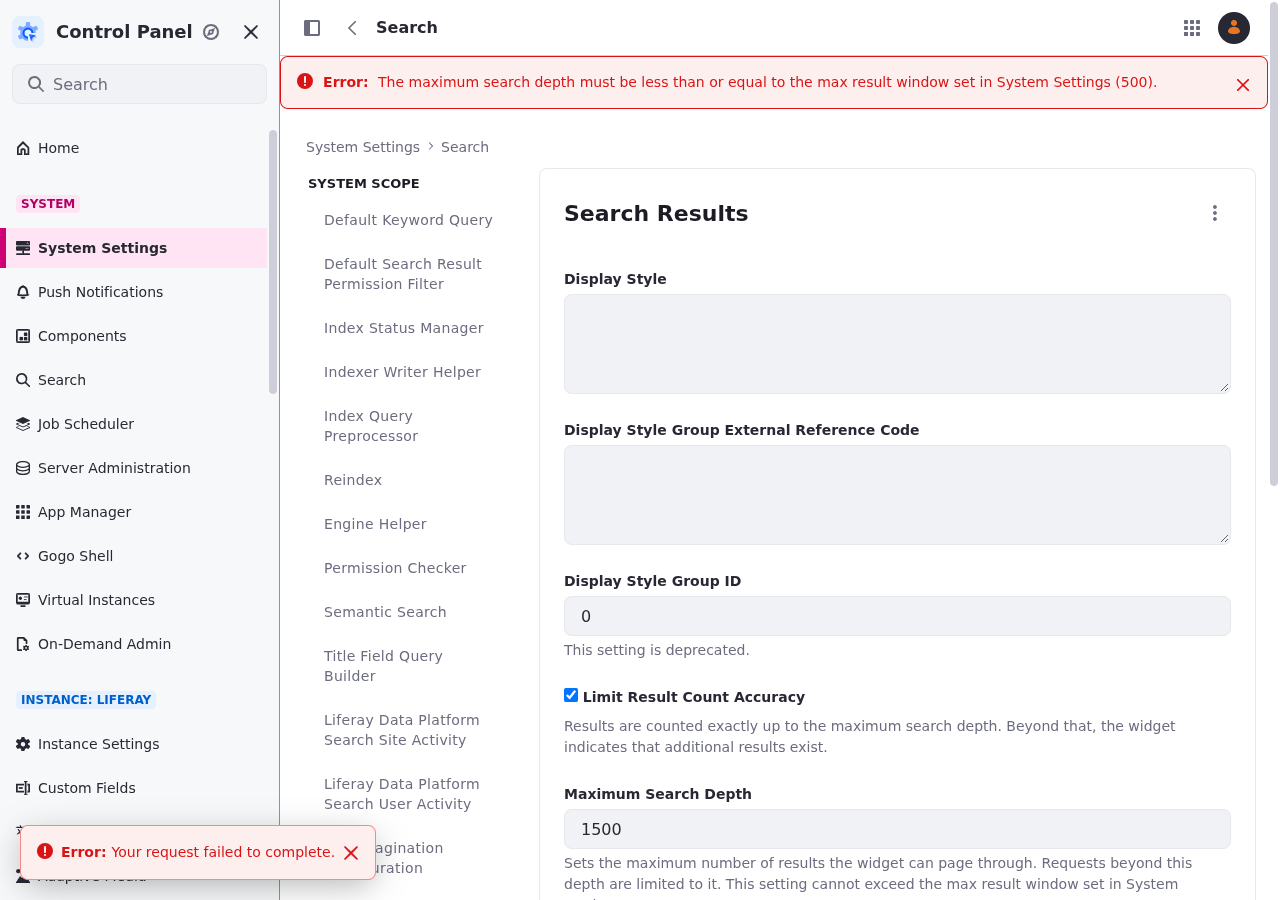 Control Panel
Search
Home
SYSTEM
System Settings
Push Notifications
Components
Search
Job Scheduler
Server Administration
App Manager
Gogo Shell
Virtual Instances
On-Demand Admin
INSTANCE: LIFERAY
Instance Settings
Custom Fields
Error: Your request failed to complete.
Search
Error: The maximum search depth must be less than or equal to the max result window set in System Settings (500).
System Settings
Search
SYSTEM SCOPE
Default Keyword Query
Default Search Result
Permission Filter
Index Status Manager
Indexer Writer Helper
Index Query
Preprocessor
Reindex
Engine Helper
Permission Checker
Semantic Search
Title Field Query
Builder
Liferay Data Platform
Search Site Activity
Liferay Data Platform
Search User Activity
Search Results
Display Style
Display Style Group External Reference Code
Display Style Group ID
0
This setting is deprecated.
Limit Result Count Accuracy
Results are counted exactly up to the maximum search depth. Beyond that, the widget
indicates that additional results exist.
Maximum Search Depth
1500
Sets the maximum number of results the widget can page through. Requests beyond this
depth are limited to it. This setting cannot exceed the max result window set in System